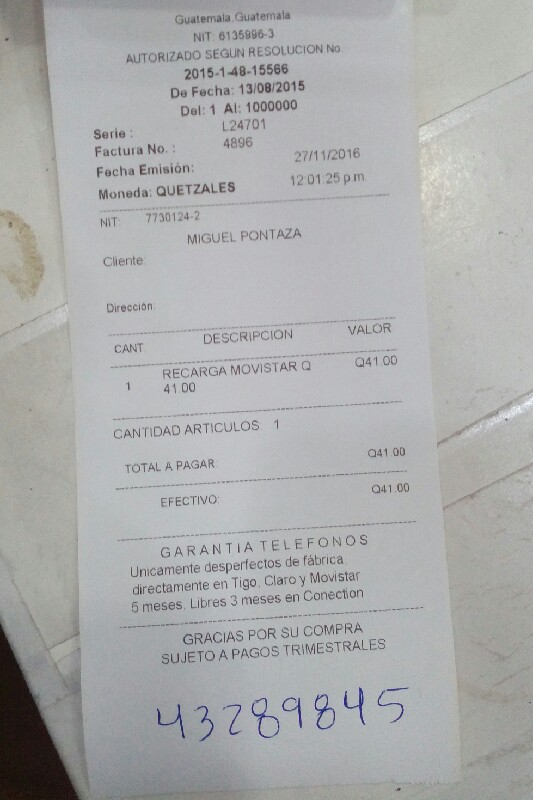 Guatemala, Guatemala
NIT: 6135996-3
AUTORIZADO SEGUN RESOLUCION No.
2015-1-48-15566
De Fecha: 13/08/2015
Del: 1 Al: 1000000
Serie : L24701
Factura No. : 4896
Fecha Emisión: 27/11/2016
Moneda: QUETZALES 12:01:25 p.m.
NIT: 7730124-2
MIGUEL PONTAZA
Cliente:
Dirección:
CANT. DESCRIPCION VALOR
1 RECARGA MOVISTAR Q Q41.00
41.00
CANTIDAD ARTICULOS: 1
TOTAL A PAGAR: Q41.00
EFECTIVO: Q41.00
GARANTIA TELEFONOS
Unicamente desperfectos de fábrica,
directamente en Tigo, Claro y Movistar
5 meses, Libres 3 meses en Conection
GRACIAS POR SU COMPRA
SUJETO A PAGOS TRIMESTRALES
43289845